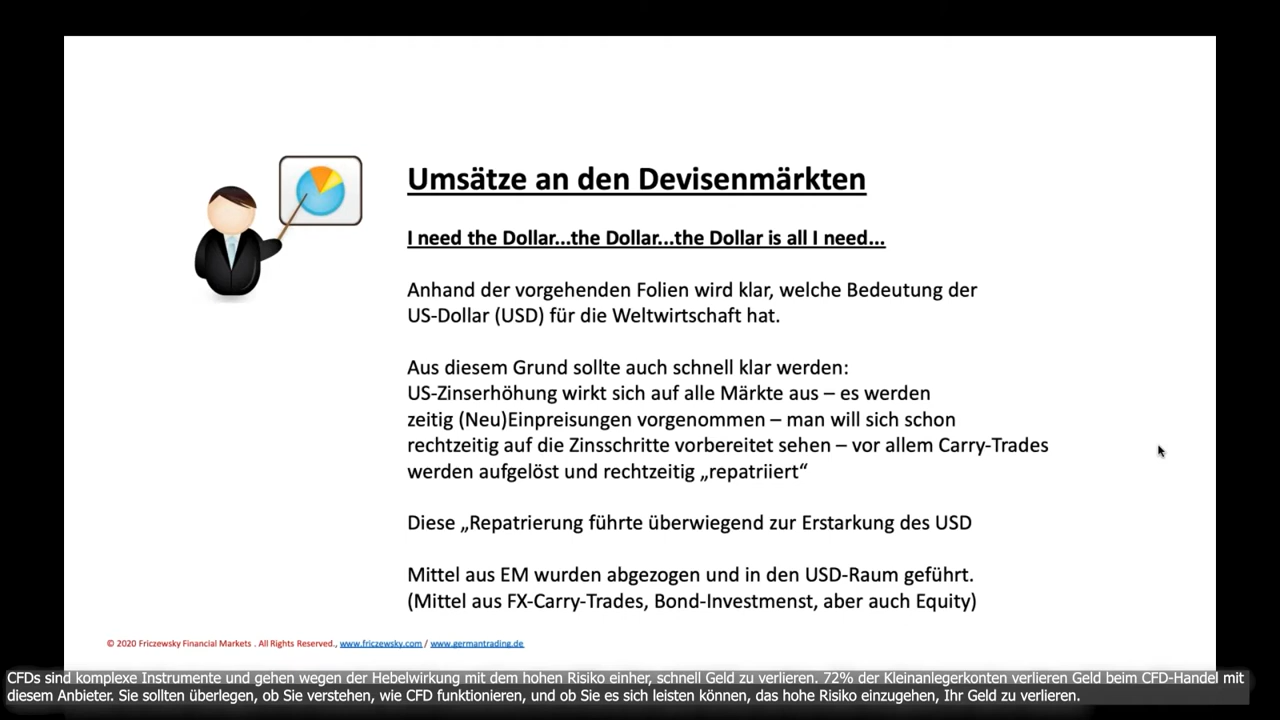 Umsätze an den Devisenmärkten
I need the Dollar...the Dollar...the Dollar is all I need...
Anhand der vorgehenden Folien wird klar, welche Bedeutung der
US-Dollar (USD) für die Weltwirtschaft hat.
Aus diesem Grund sollte auch schnell klar werden:
US-Zinserhöhung wirkt sich auf alle Märkte aus – es werden
zeitig (Neu)Einpreisungen vorgenommen – man will sich schon
rechtzeitig auf die Zinsschritte vorbereitet sehen – vor allem Carry-Trades
werden aufgelöst und rechtzeitig „repatriiert“
Diese „Repatrierung führte überwiegend zur Erstarkung des USD
Mittel aus EM wurden abgezogen und in den USD-Raum geführt.
(Mittel aus FX-Carry-Trades, Bond-Investmenst, aber auch Equity)
© 2020 Friczewsky Financial Markets . All Rights Reserved., www.friczewsky.com / www.germantrading.de
CFDs sind komplexe Instrumente und gehen wegen der Hebelwirkung mit dem hohen Risiko einher, schnell Geld zu verlieren. 72% der Kleinanlegerkonten verlieren Geld beim CFD-Handel mit
diesem Anbieter. Sie sollten überlegen, ob Sie verstehen, wie CFD funktionieren, und ob Sie es sich leisten können, das hohe Risiko einzugehen, Ihr Geld zu verlieren.